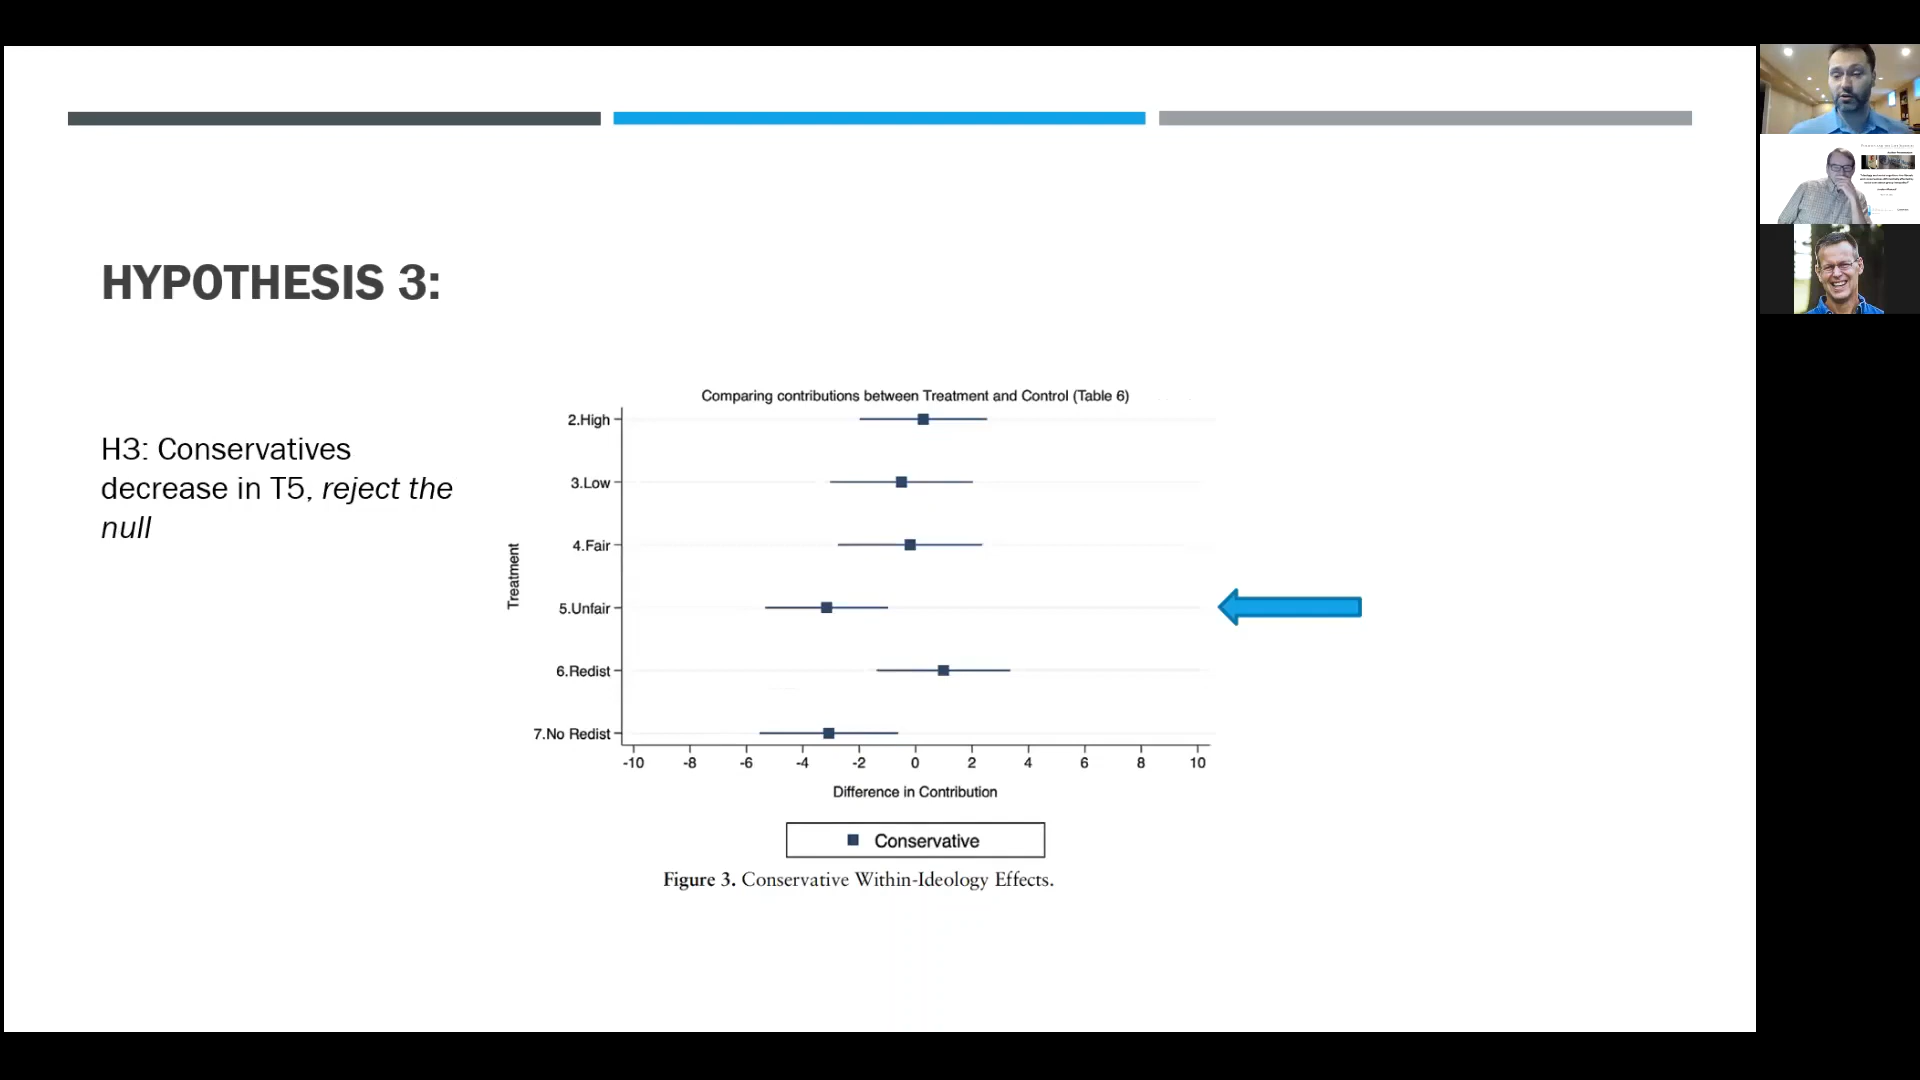 HYPOTHESIS 3:
H3: Conservatives
decrease in T5, reject the
null
Comparing contributions between Treatment and Control (Table 6)
Treatment
2.High
3.Low
4.Fair
5.Unfair
6.Redist
7.No Redist
-10 -8 -6 -4 -2 0 2 4 6 8 10
Difference in Contribution
Conservative
Figure 3. Conservative Within-Ideology Effects.